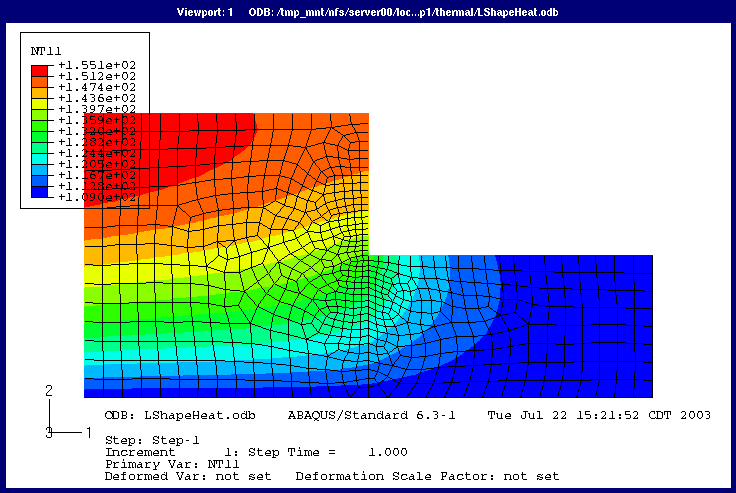 Viewport: 1 ODB: /tmp_mnt/nfs/server00/loc...p1/thermal/LShapeHeat.odb
NT11
+1.551e+02
+1.512e+02
+1.474e+02
+1.436e+02
+1.397e+02
+1.359e+02
+1.320e+02
+1.282e+02
+1.244e+02
+1.205e+02
+1.167e+02
+1.128e+02
+1.090e+02
2
3 1
ODB: LShapeHeat.odb ABAQUS/Standard 6.3-1 Tue Jul 22 15:21:52 CDT 2003
Step: Step-1
Increment 1: Step Time = 1.000
Primary Var: NT11
Deformed Var: not set Deformation Scale Factor: not set